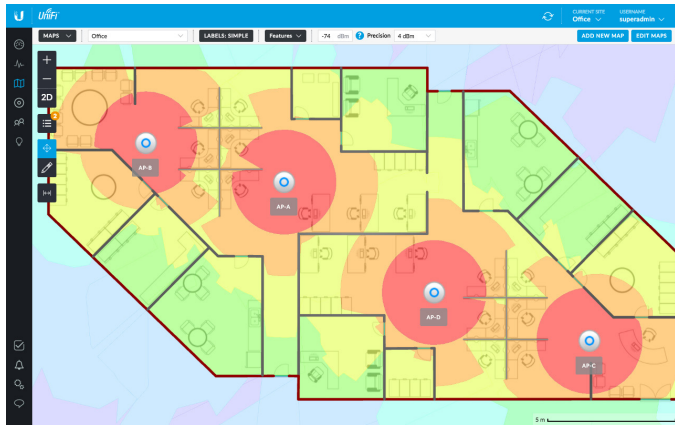 UniFi
CURRENT SITE
Office
USERNAME
superadmin
MAPS
Office
LABELS: SIMPLE
Features
-74 dBm
? Precision 4 dBm
ADD NEW MAP
EDIT MAPS
+
−
2D
AP-B
AP-A
AP-D
AP-C
5 m